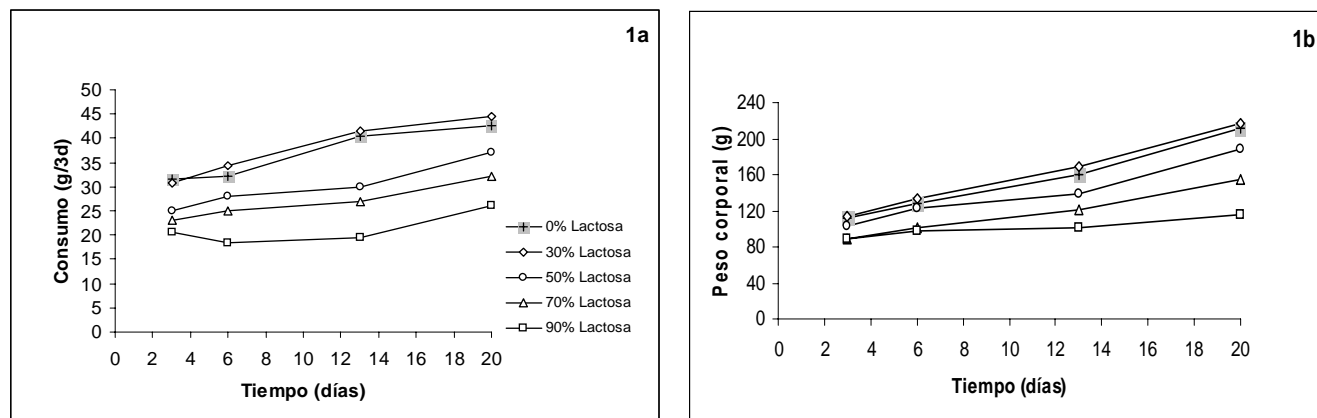 1a
Consumo (g/3d)
50
45
40
35
30
25
20
15
10
5
0
0 2 4 6 8 10 12 14 16 18 20
Tiempo (días)
0% Lactosa
30% Lactosa
50% Lactosa
70% Lactosa
90% Lactosa
1b
Peso corporal (g)
240
200
160
120
80
40
0
0 2 4 6 8 10 12 14 16 18 20
Tiempo (días)